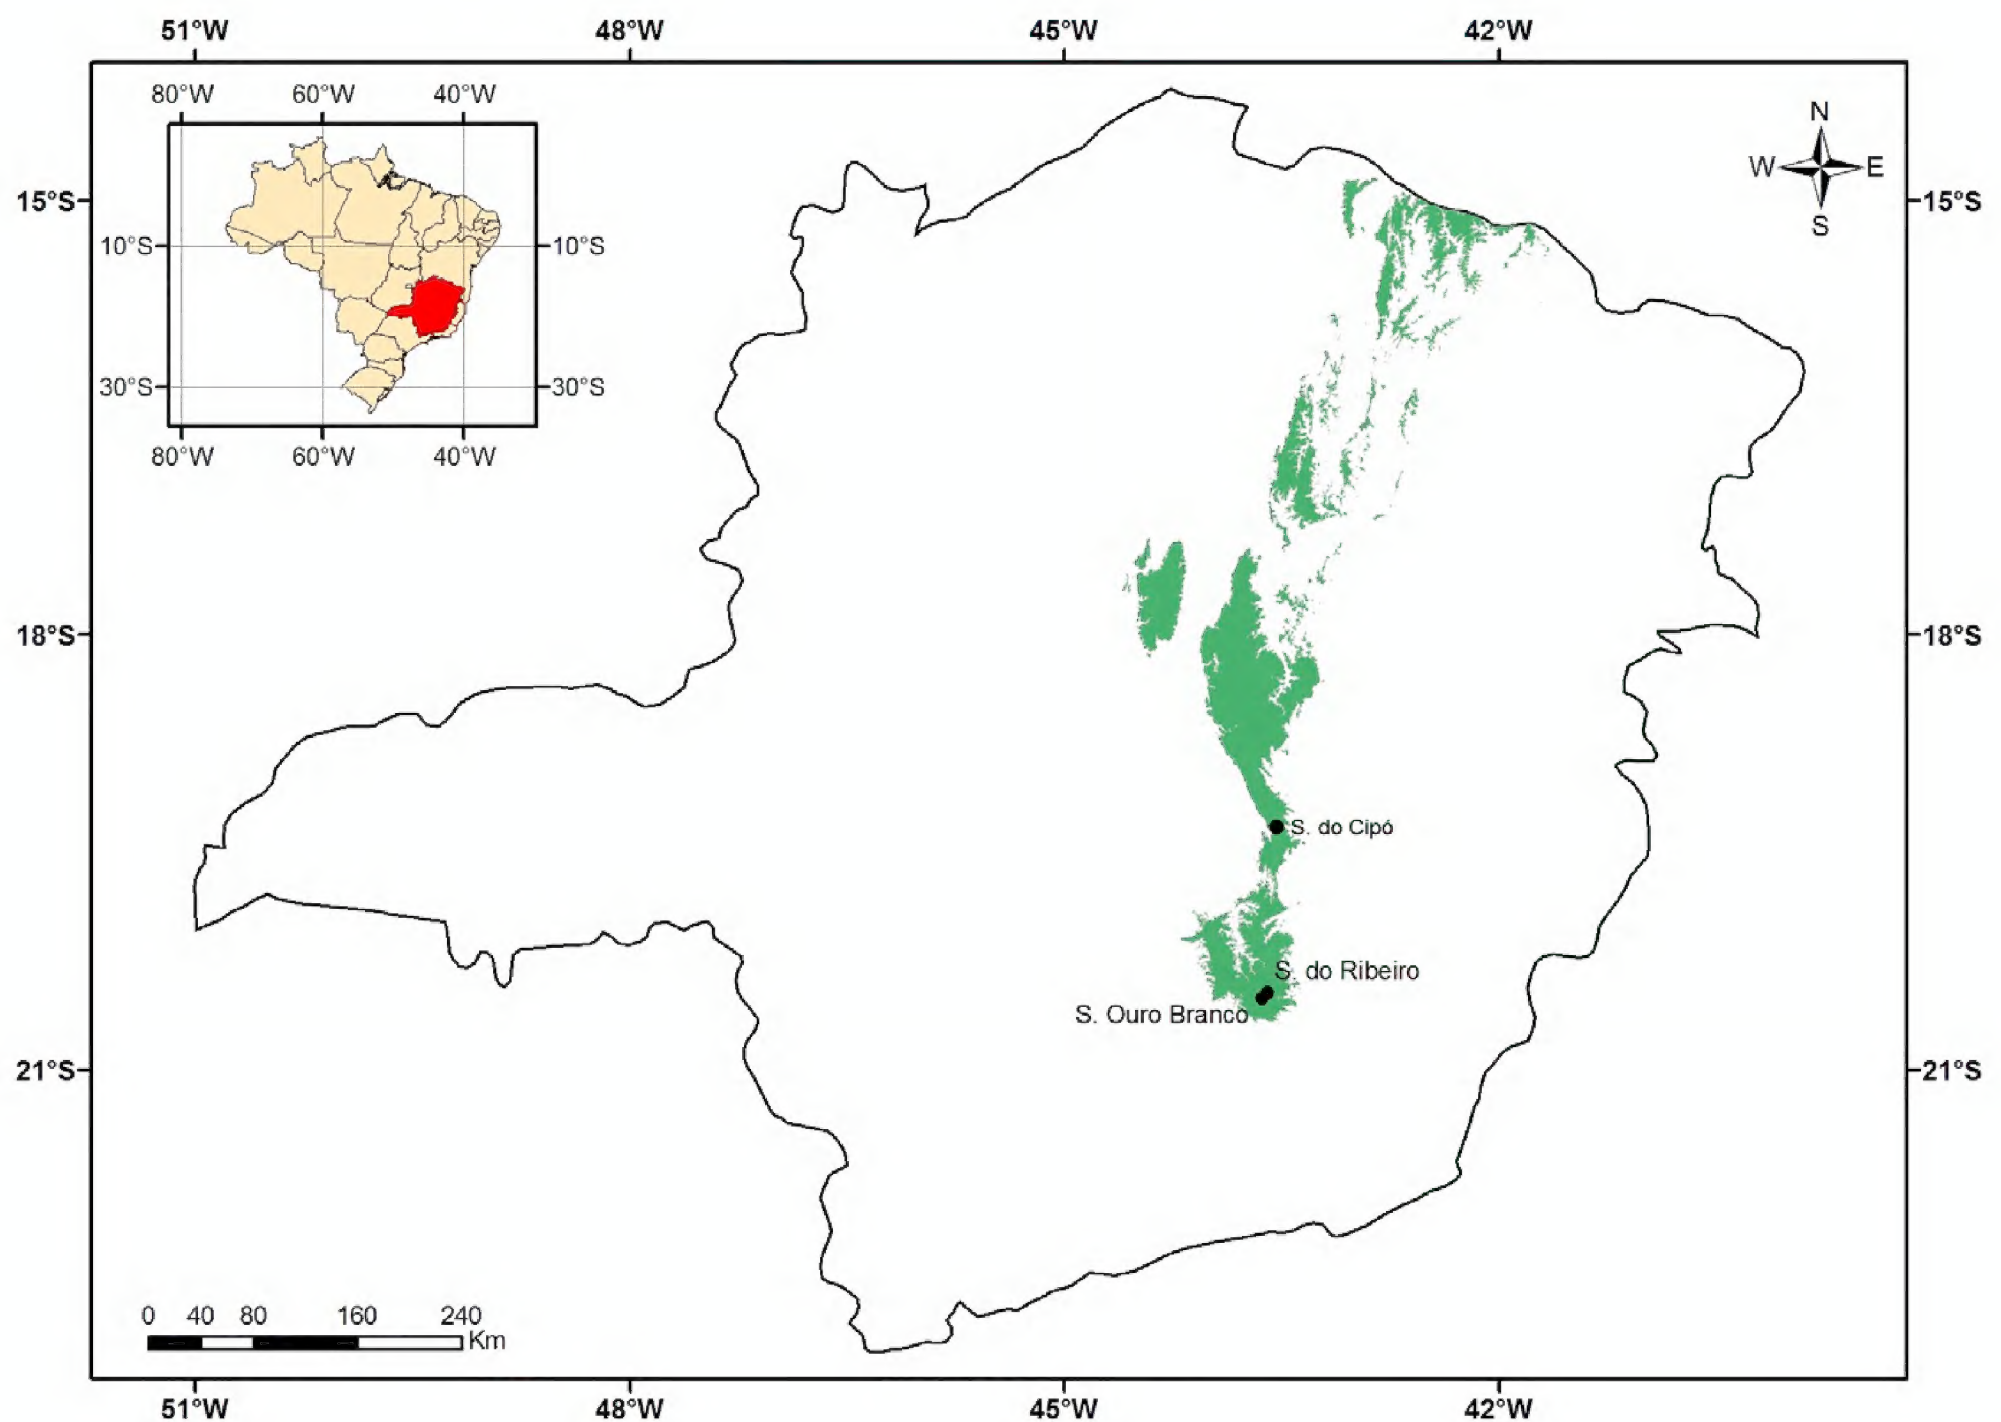 51°W 48°W 45°W 42°W
80°W 60°W 40°W
N
W E
S
15°S 15°S
10°S 10°S
30°S 30°S
80°W 60°W 40°W
18°S 18°S
S. do Cipó
S. do Ribeiro
S. Ouro Branco
21°S 21°S
0 40 80 160 240
Km
51°W 48°W 45°W 42°W